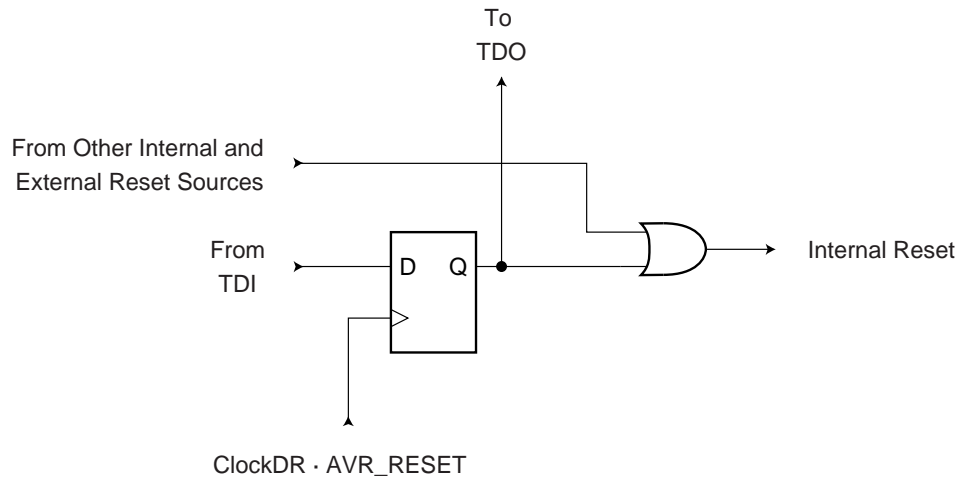 To
TDO
From Other Internal and
External Reset Sources
From
TDI
D Q
Internal Reset
ClockDR · AVR_RESET